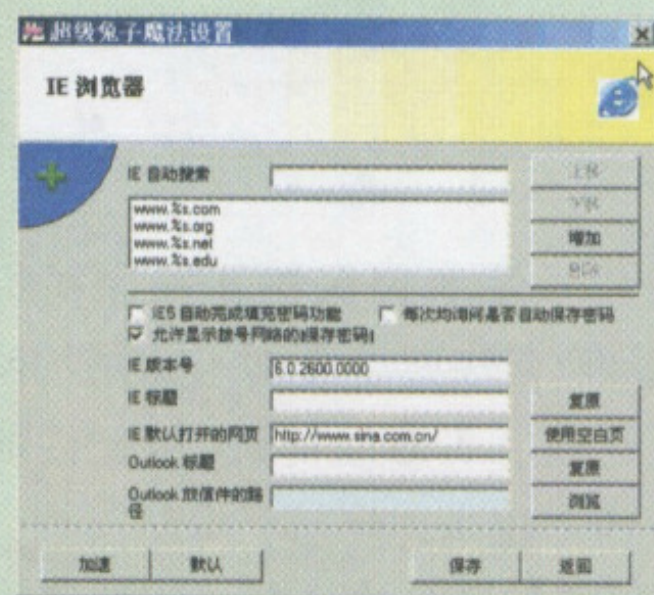 超级兔子魔法设置
IE 浏览器
IE 自动搜索
上移
下移
增加
删除
www.%s.com
www.%s.org
www.%s.net
www.%s.edu
IE5 自动完成填充密码功能
每次均询问是否自动保存密码
允许显示拨号网络的'保存密码'
IE 版本号
6.0.2600.0000
IE 标题
复原
IE 默认打开的网页
http://www.sina.com.cn/
使用空白页
Outlook 标题
复原
Outlook 放信件的路径
浏览
加速
默认
保存
返回